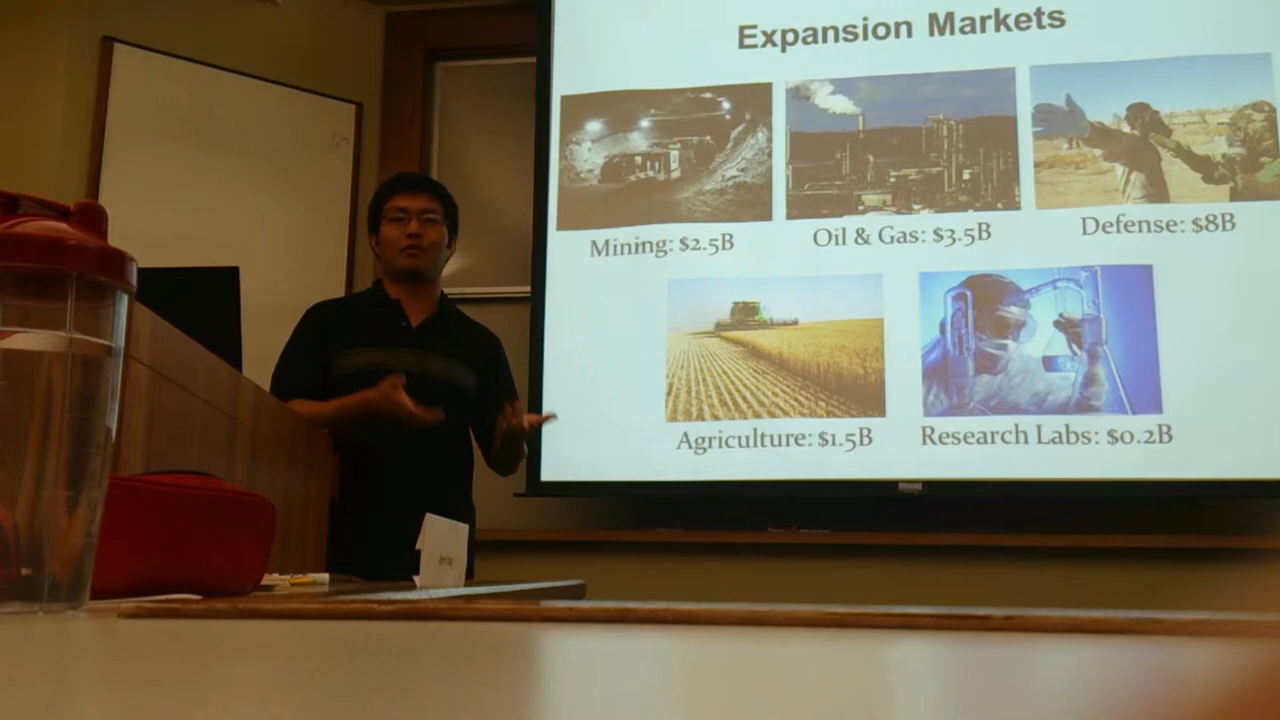 Expansion Markets
Mining: $2.5B
Oil & Gas: $3.5B
Defense: $8B
Agriculture: $1.5B
Research Labs: $0.2B